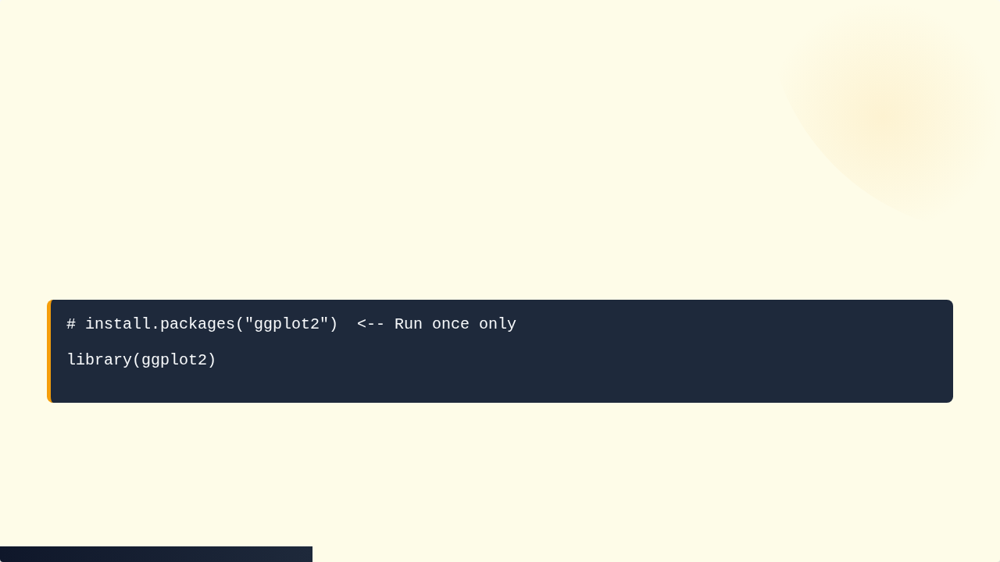 # install.packages("ggplot2")  <-- Run once only
library(ggplot2)